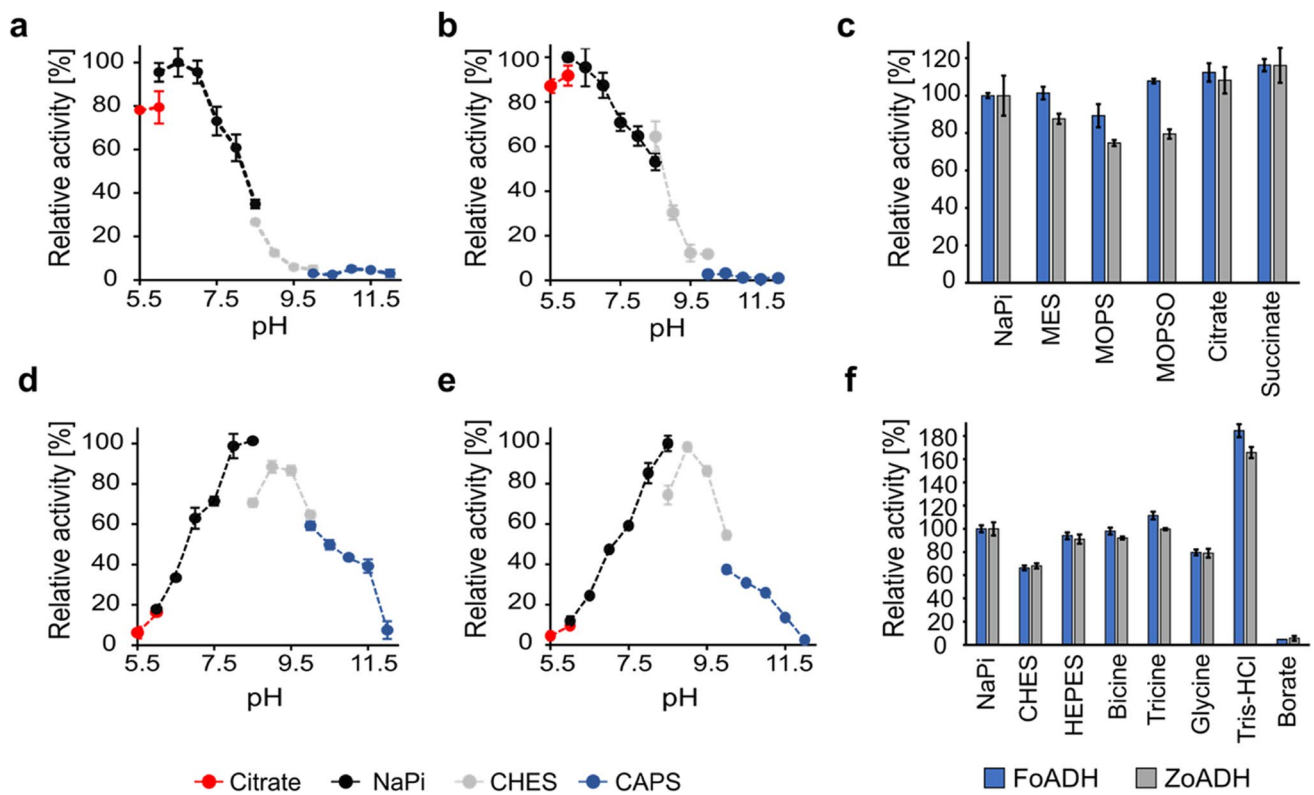 a
Relative activity [%]
100
80
60
40
20
0
5.5 7.5 9.5 11.5
pH
b
Relative activity [%]
100
80
60
40
20
0
5.5 7.5 9.5 11.5
pH
c
Relative activity [%]
120
100
80
60
40
20
0
NaPi
MES
MOPS
MOPSO
Citrate
Succinate
d
Relative activity [%]
100
80
60
40
20
0
5.5 7.5 9.5 11.5
pH
e
Relative activity [%]
100
80
60
40
20
0
5.5 7.5 9.5 11.5
pH
f
Relative activity [%]
180
160
140
120
100
80
60
40
20
0
NaPi
CHES
HEPES
Bicine
Tricine
Glycine
Tris-HCl
Borate
Citrate NaPi CHES CAPS
FoADH ZoADH